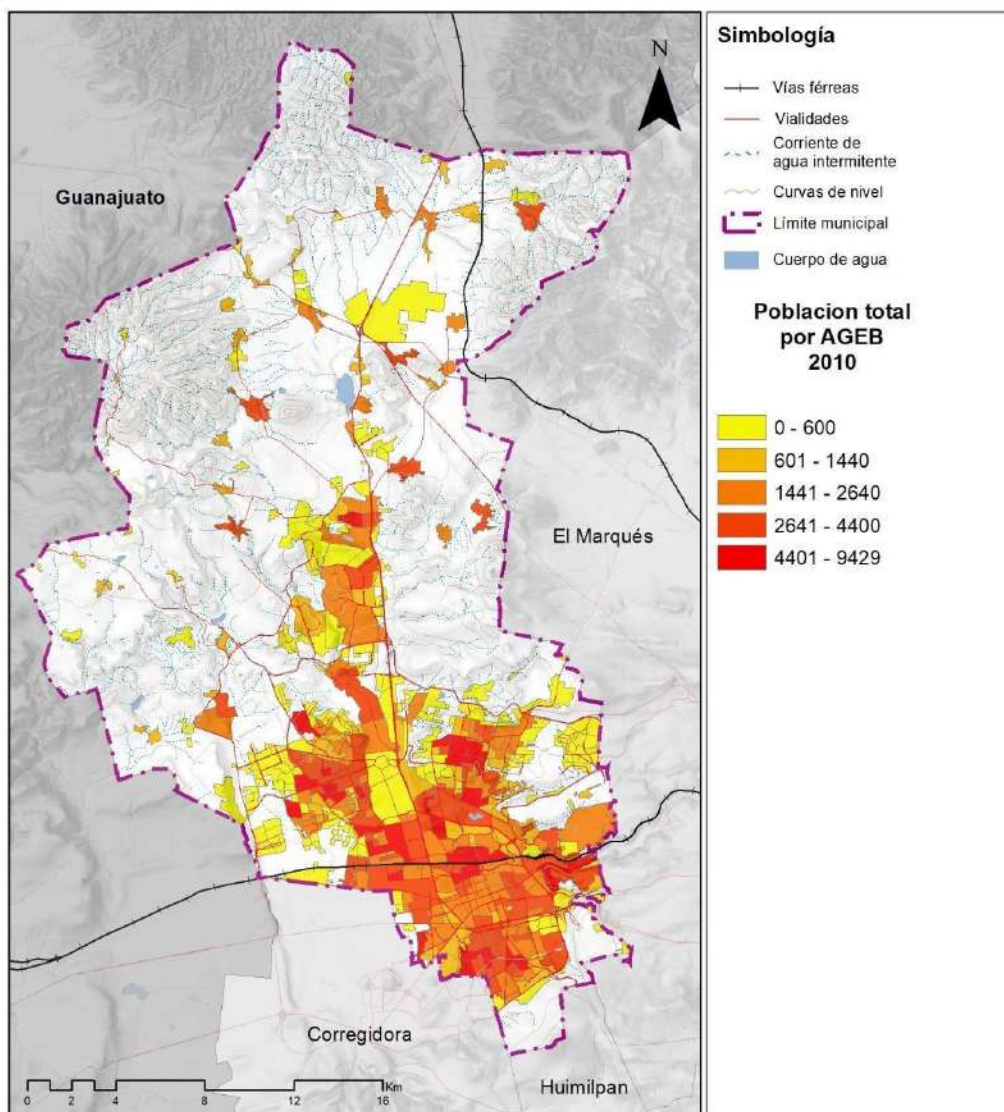 Simbología
N
Vías férreas
Vialidades
Corriente de
agua intermitente
Curvas de nivel
Límite municipal
Cuerpo de agua
Guanajuato
Poblacion total
por AGEB
2010
0 - 600
601 - 1440
1441 - 2640
2641 - 4400
4401 - 9429
El Marqués
Corregidora
Huimilpan
Km
0 2 4 8 12 16